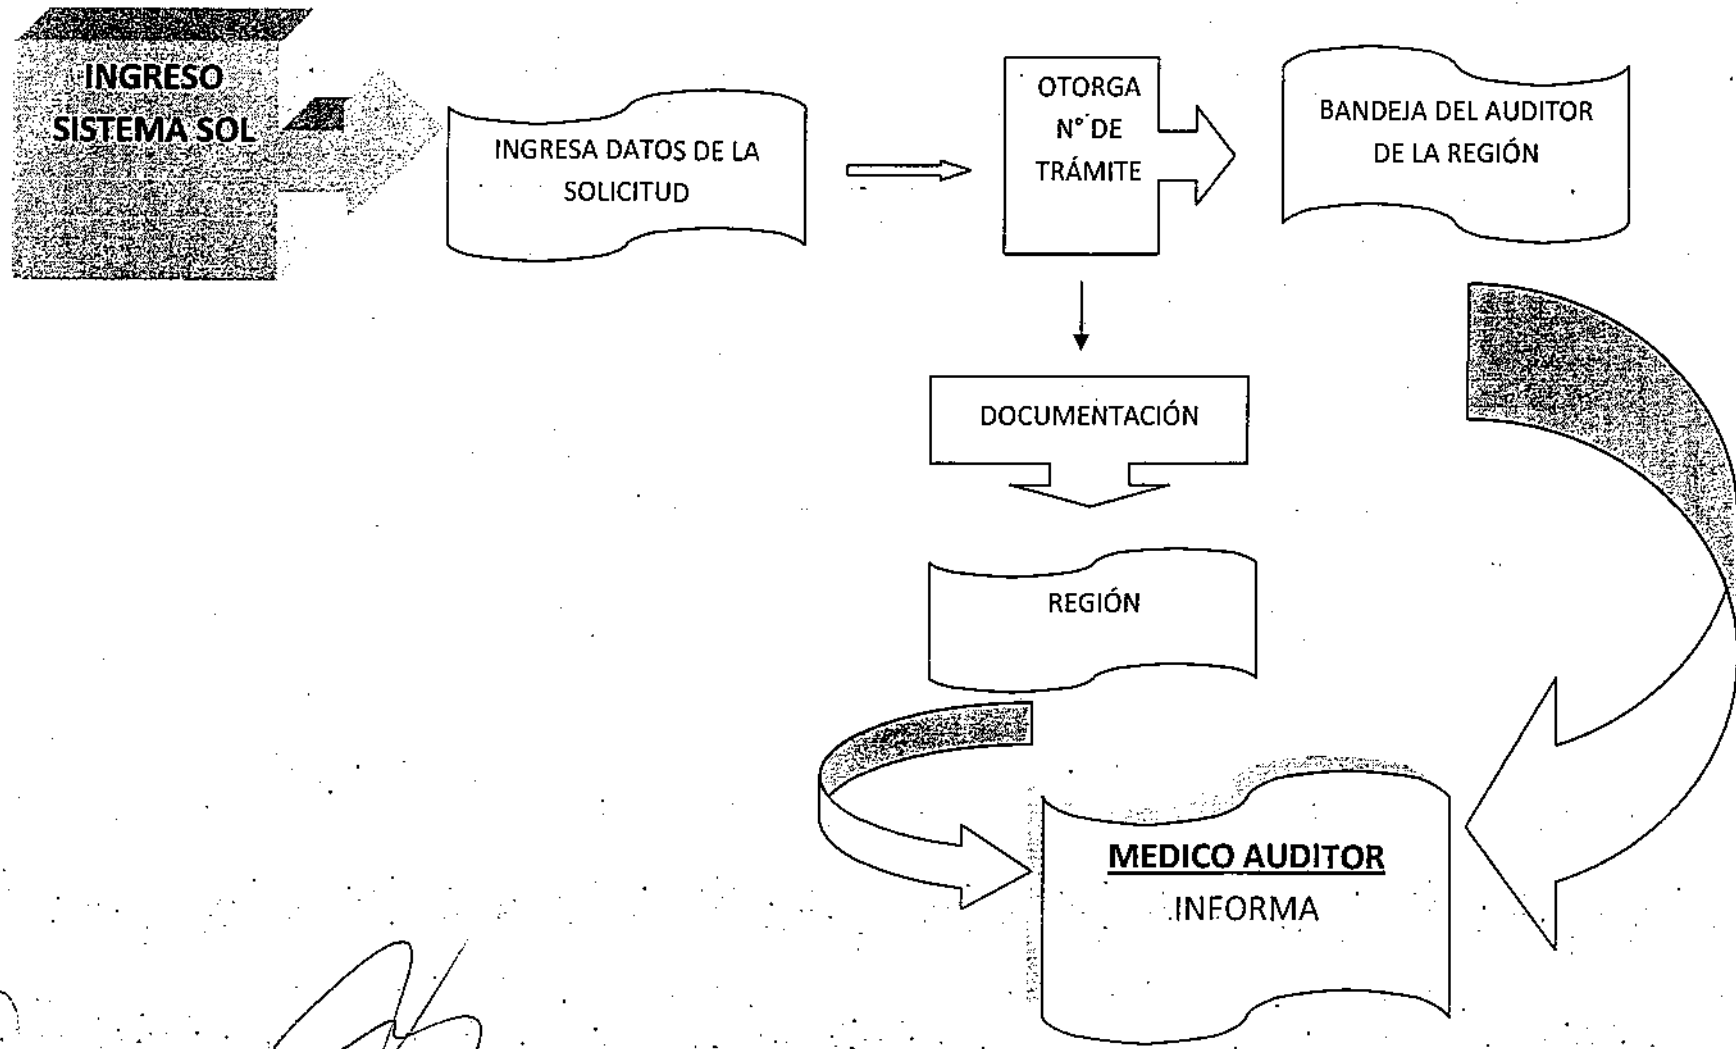 INGRESO
SISTEMA SOL
INGRESA DATOS DE LA
SOLICITUD
OTORGA
N° DE
TRÁMITE
BANDEJA DEL AUDITOR
DE LA REGIÓN
DOCUMENTACIÓN
REGIÓN
MEDICO AUDITOR
INFORMA